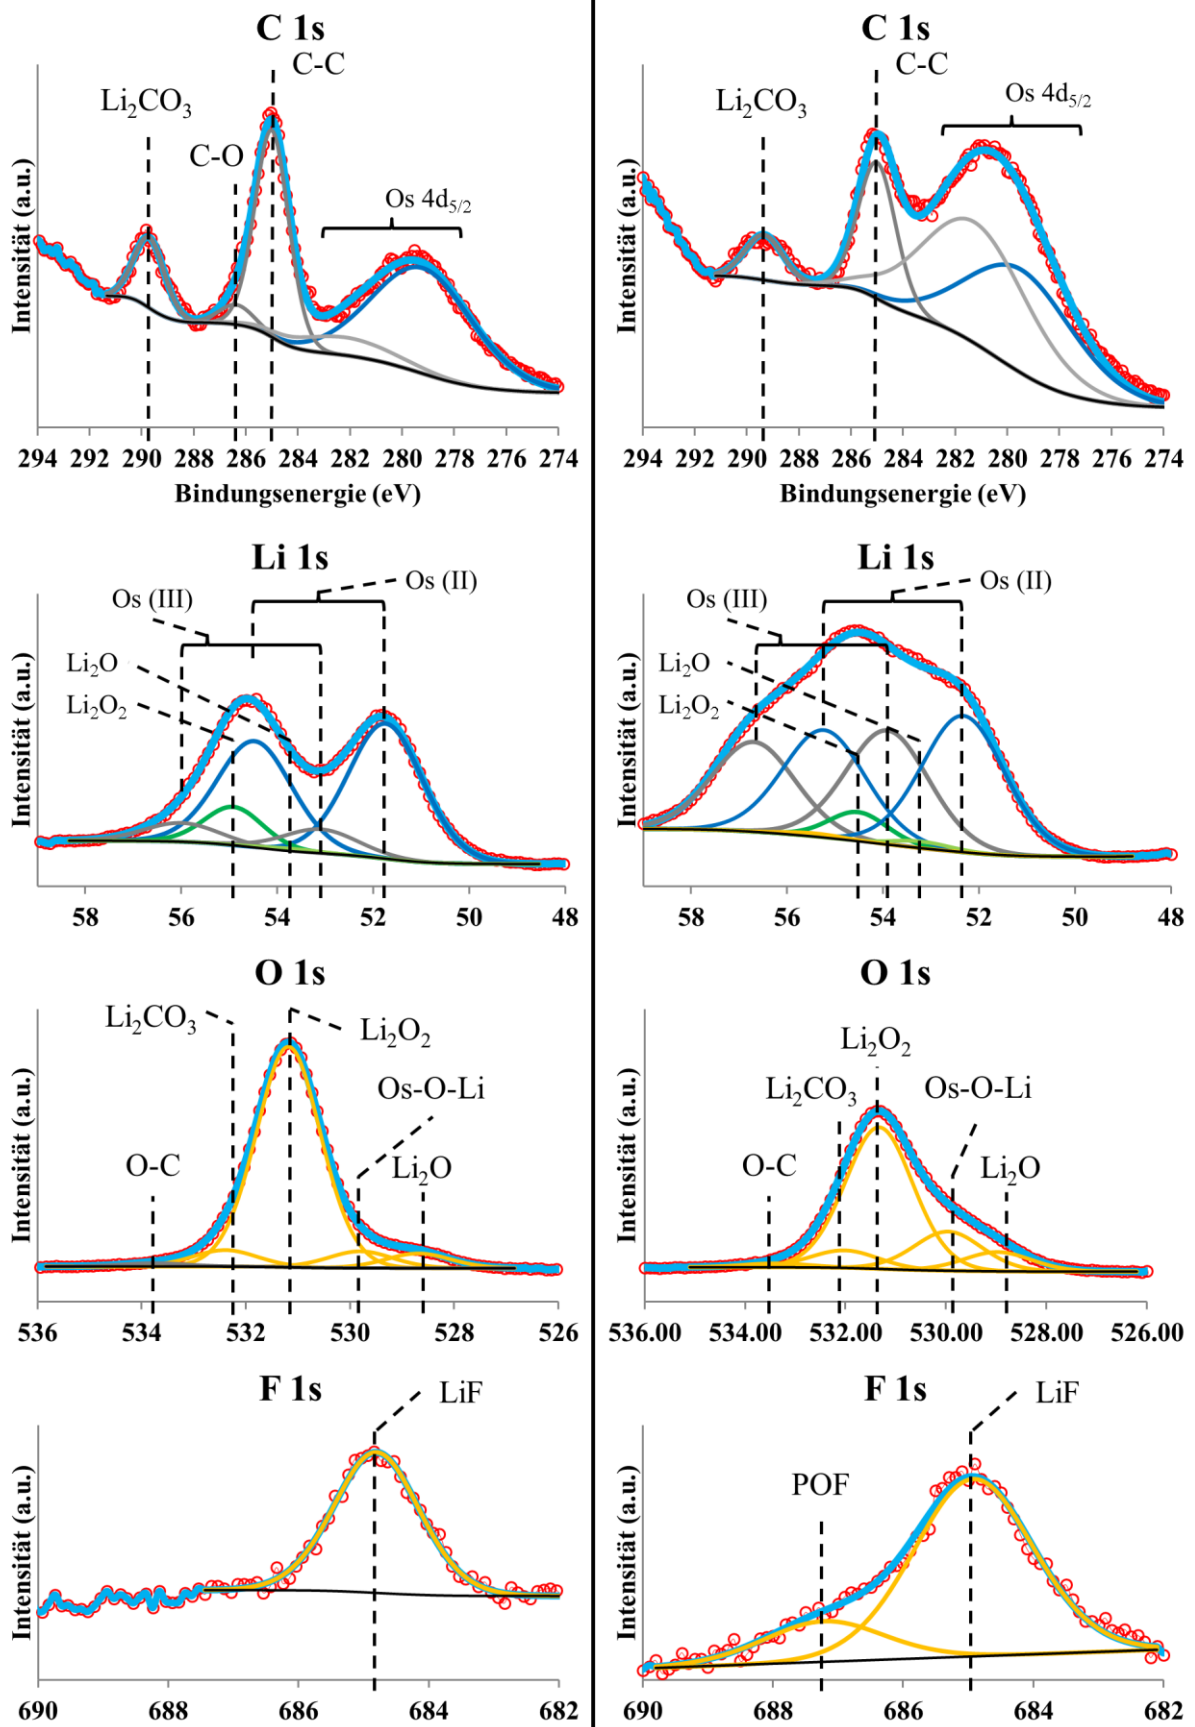 C 1s
C-C
Li₂CO₃
C-O
Os 4d₅/₂
Intensität (a.u.)
294 292 290 288 286 284 282 280 278 276 274
Bindungsenergie (eV)
C 1s
C-C
Li₂CO₃
Os 4d₅/₂
Intensität (a.u.)
294 292 290 288 286 284 282 280 278 276 274
Bindungsenergie (eV)
Li 1s
Os (II)
Os (III)
Li₂O
Li₂O₂
Intensität (a.u.)
58 56 54 52 50 48
Li 1s
Os (II)
Os (III)
Li₂O
Li₂O₂
Intensität (a.u.)
58 56 54 52 50 48
O 1s
Li₂CO₃
Li₂O₂
Os-O-Li
O-C
Li₂O
Intensität (a.u.)
536 534 532 530 528 526
O 1s
Li₂O₂
Li₂CO₃
Os-O-Li
O-C
Li₂O
Intensität (a.u.)
536.00 534.00 532.00 530.00 528.00 526.00
F 1s
LiF
Intensität (a.u.)
690 688 686 684 682
F 1s
LiF
POF
Intensität (a.u.)
690 688 686 684 682